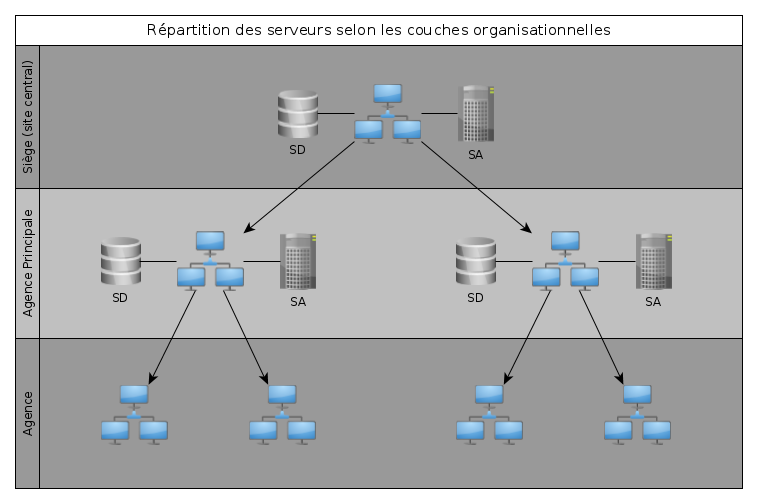 Répartition des serveurs selon les couches organisationnelles
Siège (site central)
SD
SA
Agence Principale
SD
SA
SD
SA
Agence